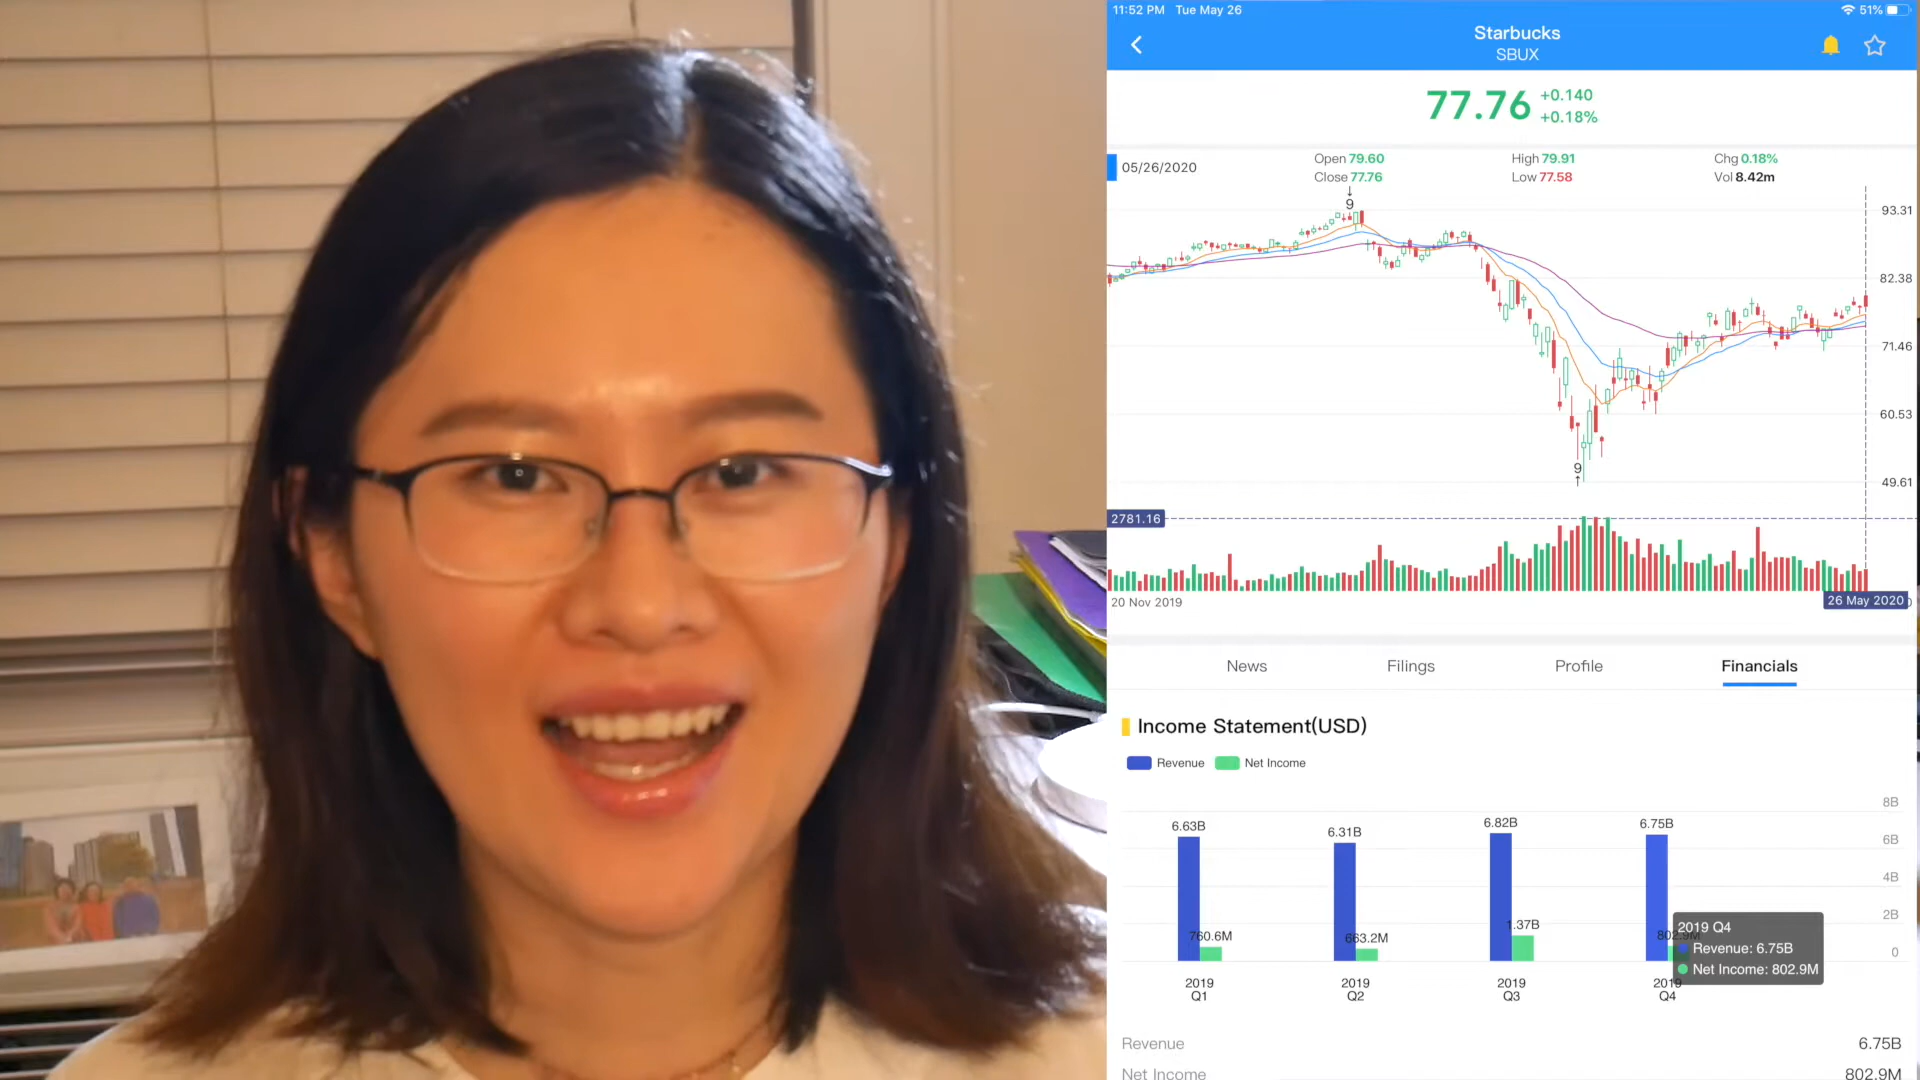 11:52 PM Tue May 26
51%
Starbucks
SBUX
77.76
+0.140
+0.18%
05/26/2020
Open 79.60
High 79.91
Chg 0.18%
Close 77.76
Low 77.58
Vol 8.42m
9
93.31
82.38
71.46
60.53
9
49.61
2781.16
20 Nov 2019
26 May 2020
News
Filings
Profile
Financials
Income Statement(USD)
Revenue
Net Income
8B
6.63B
6.31B
6.82B
6.75B
6B
4B
2B
0
760.6M
663.2M
1.37B
802.9M
2019 Q4
Revenue: 6.75B
Net Income: 802.9M
2019
Q1
2019
Q2
2019
Q3
2019
Q4
Revenue
6.75B
Net Income
802.9M